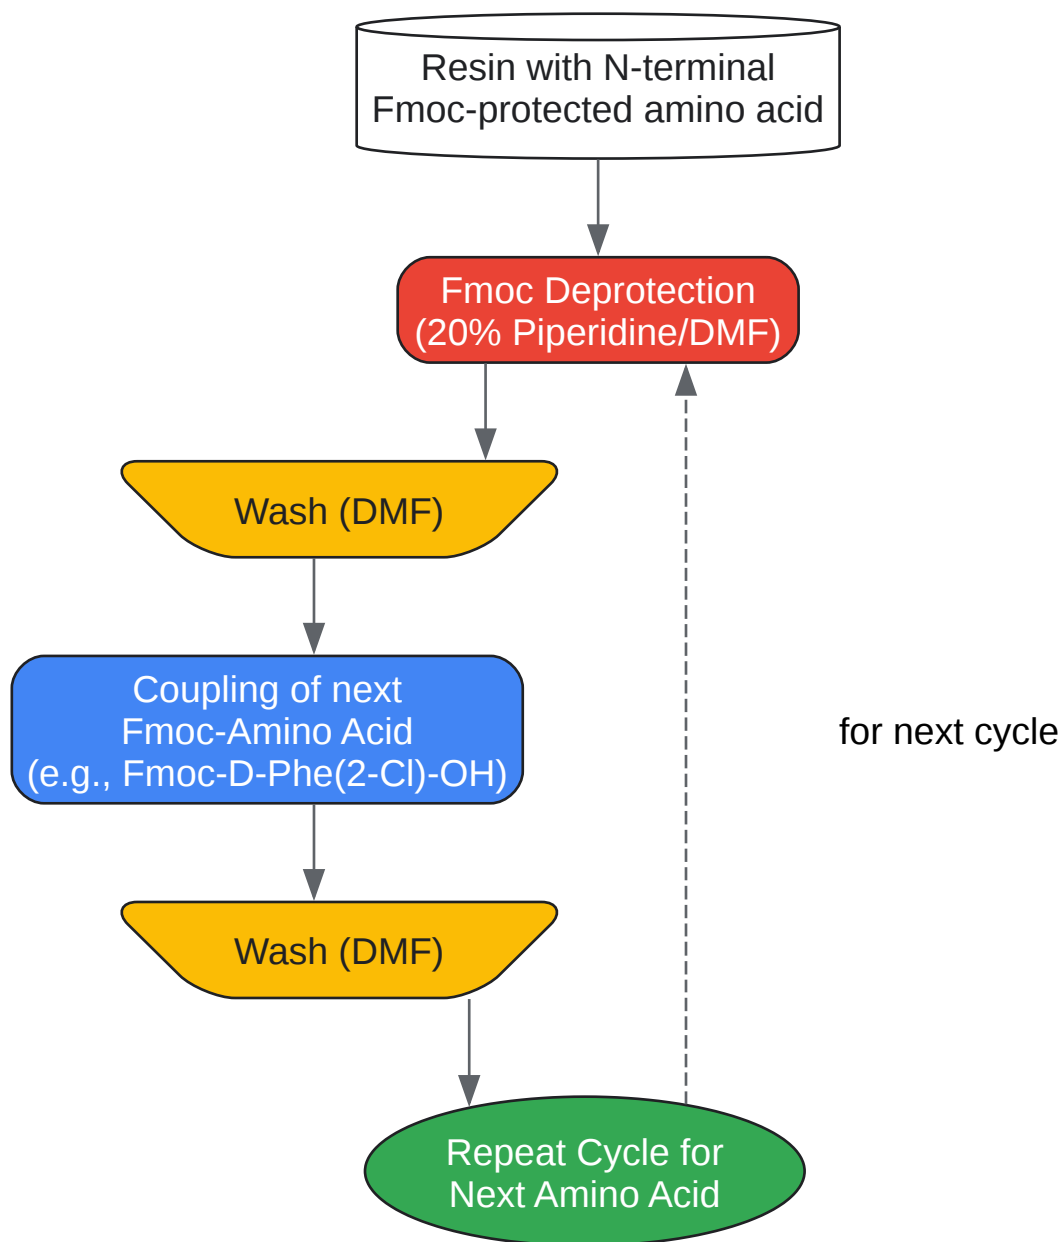 Resin with N-terminal
Fmoc-protected amino acid
Fmoc Deprotection
(20% Piperidine/DMF)
Wash (DMF)
Coupling of next
Fmoc-Amino Acid
(e.g., Fmoc-D-Phe(2-Cl)-OH)
for next cycle
Wash (DMF)
Repeat Cycle for
Next Amino Acid